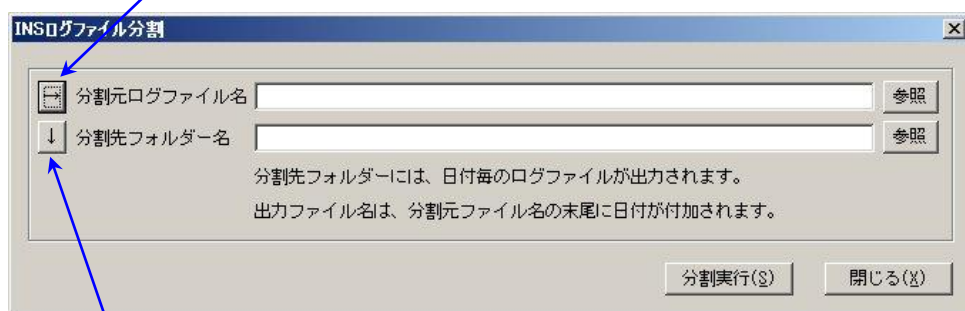 INSログファイル分割
→ 分割元ログファイル名 参照
↓ 分割先フォルダー名 参照
分割先フォルダーには、日付毎のログファイルが出力されます。
出力ファイル名は、分割元ファイル名の末尾に日付が付加されます。
分割実行(S) 閉じる(X)